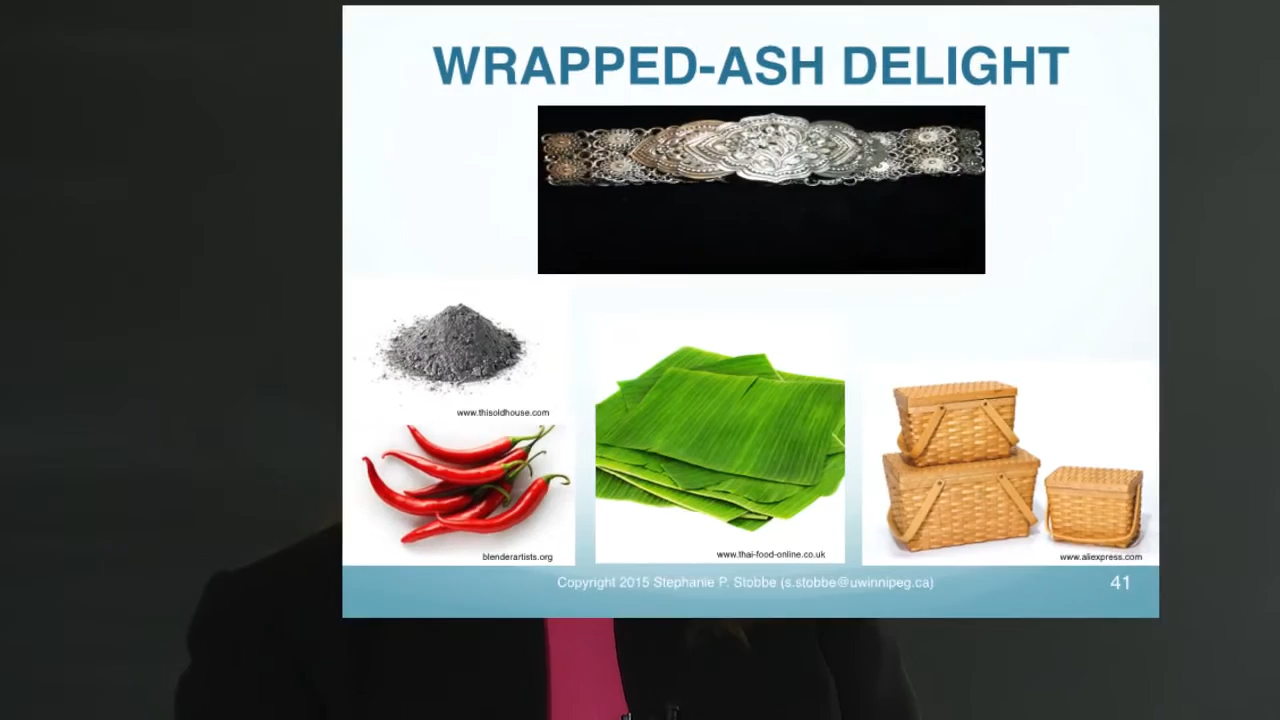 WRAPPED-ASH DELIGHT
www.thisoldhouse.com
blenderartists.org
www.thai-food-online.co.uk
www.aliexpress.com
Copyright 2015 Stephanie P. Stobbe (s.stobbe@uwinnipeg.ca)
41